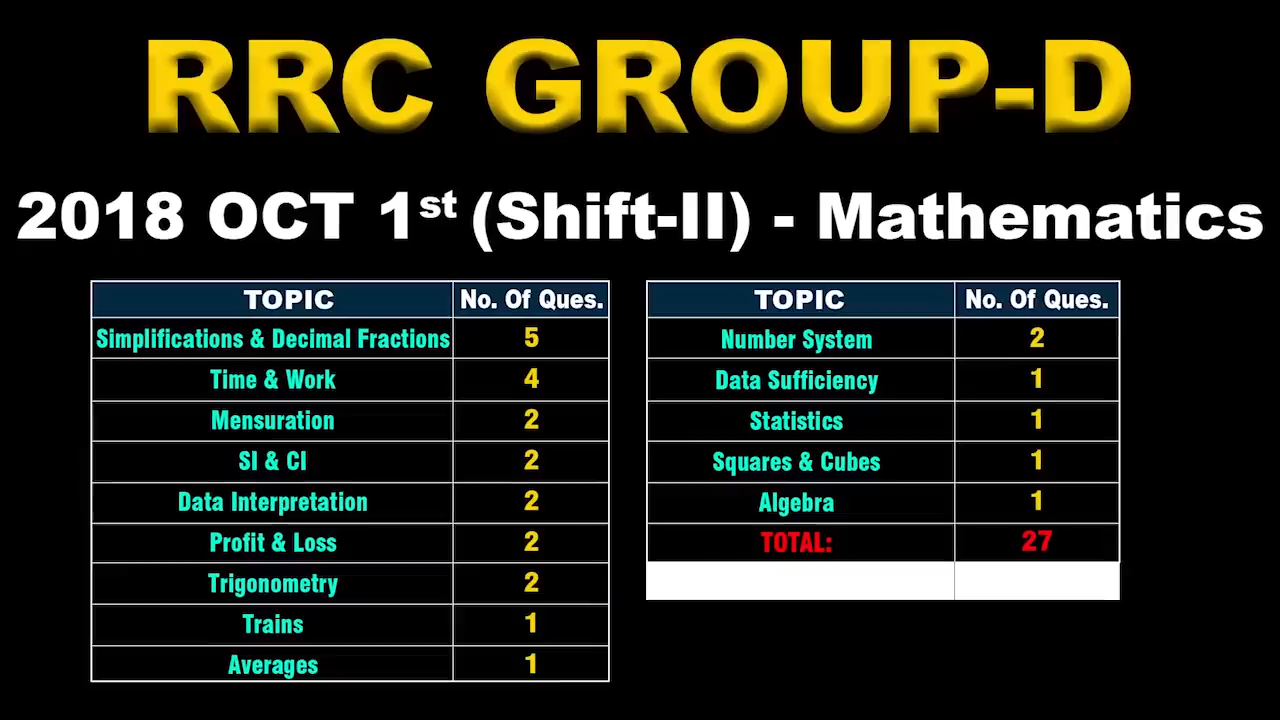 RRC GROUP-D
2018 OCT 1st (Shift-II) - Mathematics
TOPIC No. Of Ques.
Simplifications & Decimal Fractions 5
Time & Work 4
Mensuration 2
SI & CI 2
Data Interpretation 2
Profit & Loss 2
Trigonometry 2
Trains 1
Averages 1
TOPIC No. Of Ques.
Number System 2
Data Sufficiency 1
Statistics 1
Squares & Cubes 1
Algebra 1
TOTAL: 27